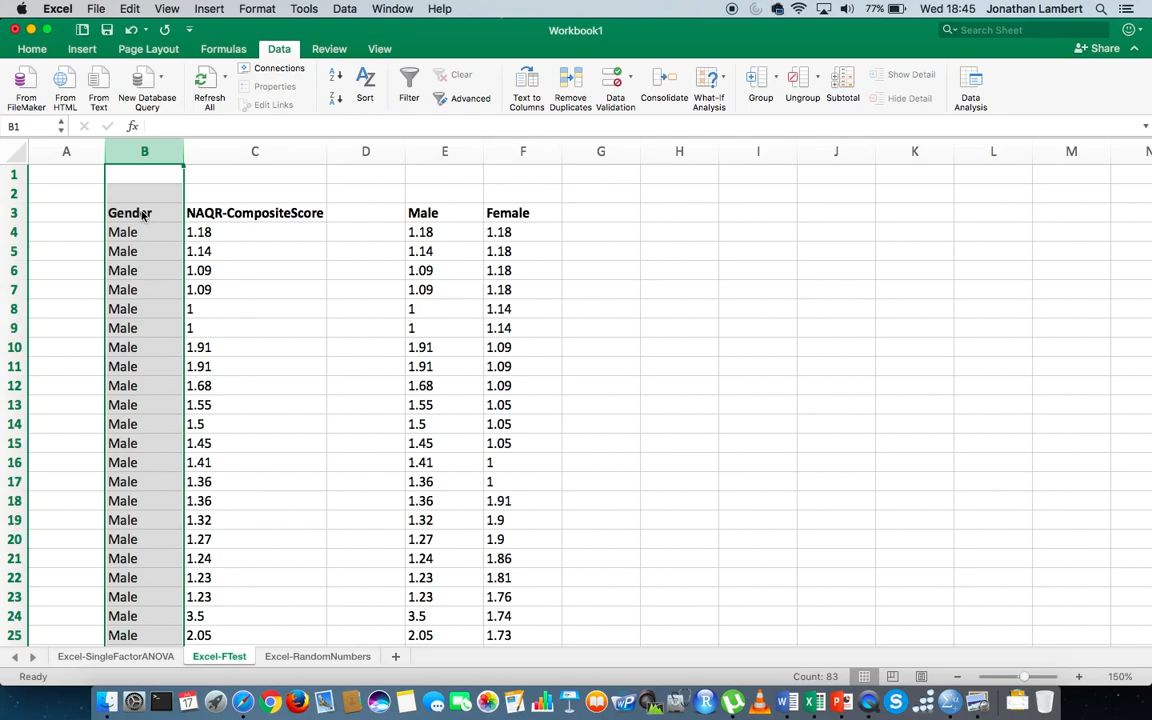 Excel File Edit View Insert Format Tools Data Window Help 77% Wed 18:45 Jonathan Lambert
Workbook1 Search Sheet
Home Insert Page Layout Formulas Data Review View Share
From FileMaker From HTML From Text New Database Query Refresh All Connections Properties Edit Links Sort Filter Clear Advanced Text to Columns Remove Duplicates Data Validation Consolidate What-If Analysis Group Ungroup Subtotal Show Detail Hide Detail Data Analysis
B1 fx
A B C D E F G H I J K L M N
1
2
3 Gender NAQR-CompositeScore Male Female
4 Male 1.18 1.18 1.18
5 Male 1.14 1.14 1.18
6 Male 1.09 1.09 1.18
7 Male 1.09 1.09 1.18
8 Male 1 1 1.14
9 Male 1 1 1.14
10 Male 1.91 1.91 1.09
11 Male 1.91 1.91 1.09
12 Male 1.68 1.68 1.09
13 Male 1.55 1.55 1.05
14 Male 1.5 1.5 1.05
15 Male 1.45 1.45 1.05
16 Male 1.41 1.41 1
17 Male 1.36 1.36 1
18 Male 1.36 1.36 1.91
19 Male 1.32 1.32 1.9
20 Male 1.27 1.27 1.9
21 Male 1.24 1.24 1.86
22 Male 1.23 1.23 1.81
23 Male 1.23 1.23 1.76
24 Male 3.5 3.5 1.74
25 Male 2.05 2.05 1.73
Excel-SingleFactorANOVA Excel-FTest Excel-RandomNumbers +
Ready Count: 83 150%